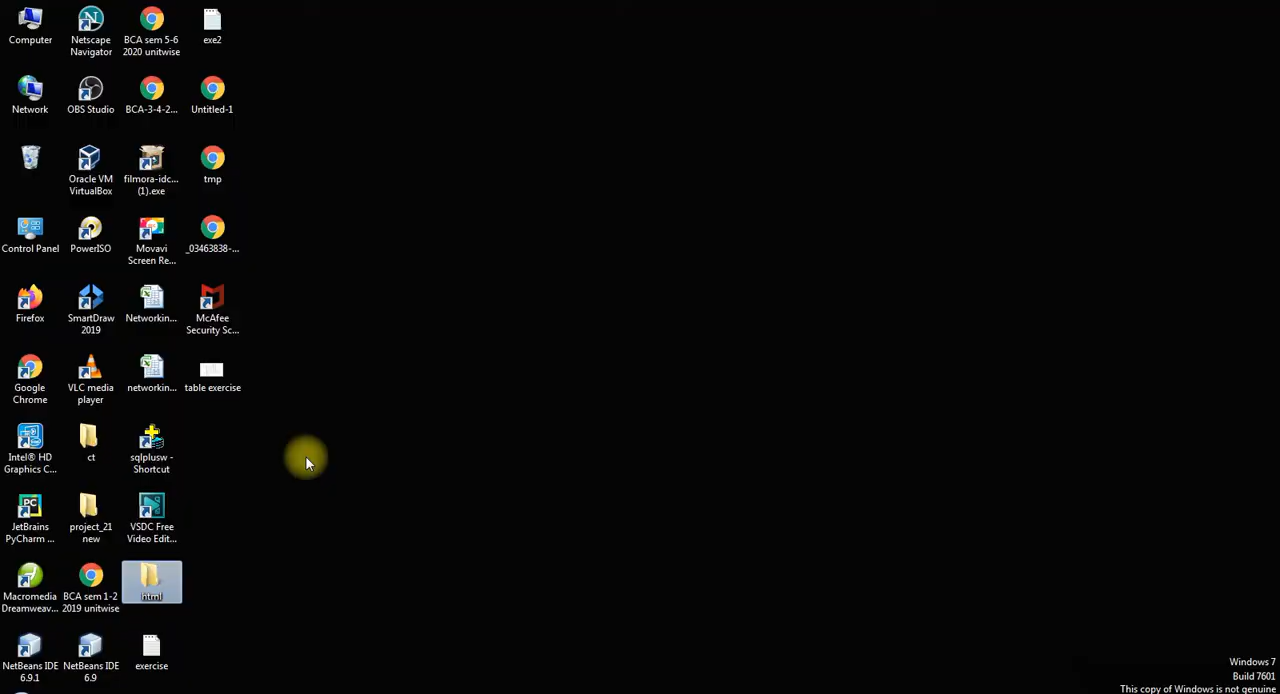 Computer
Netscape
Navigator
BCA sem 5-6
2020 unitwise
exe2
Network
OBS Studio
BCA-3-4-2...
Untitled-1
Oracle VM
VirtualBox
filmora-idc...
(1).exe
tmp
Control Panel
PowerISO
Movavi
Screen Re...
_03463838-...
Firefox
SmartDraw
2019
Networkin...
McAfee
Security Sc...
Google
Chrome
VLC media
player
networkin...
table exercise
Intel® HD
Graphics C...
ct
sqlplusw -
Shortcut
JetBrains
PyCharm ...
project_21
new
VSDC Free
Video Edit...
Macromedia
Dreamweav...
BCA sem 1-2
2019 unitwise
html
NetBeans IDE
6.9.1
NetBeans IDE
6.9
exercise
Windows 7
Build 7601
This copy of Windows is not genuine